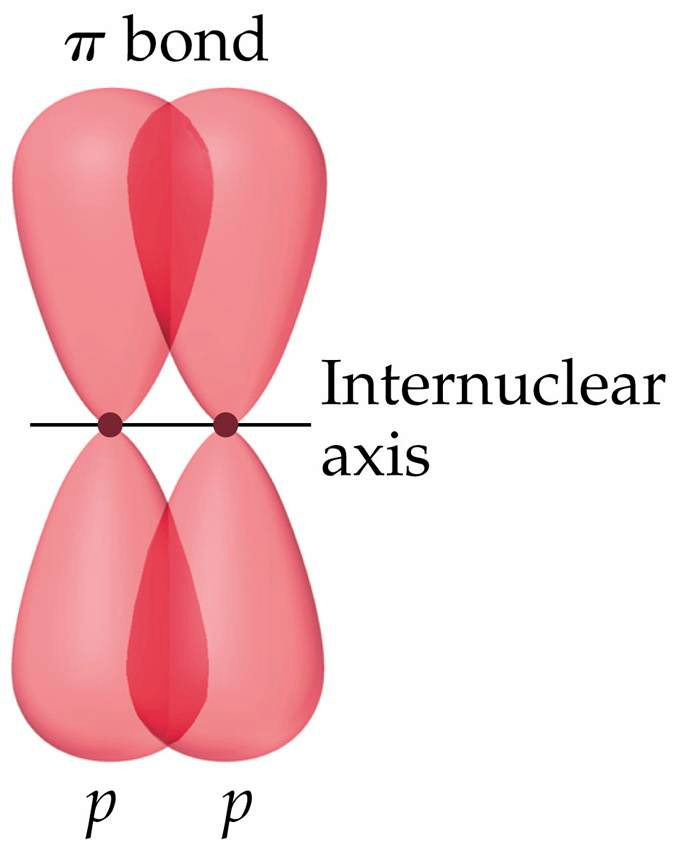 π bond
Internuclear
axis
p p